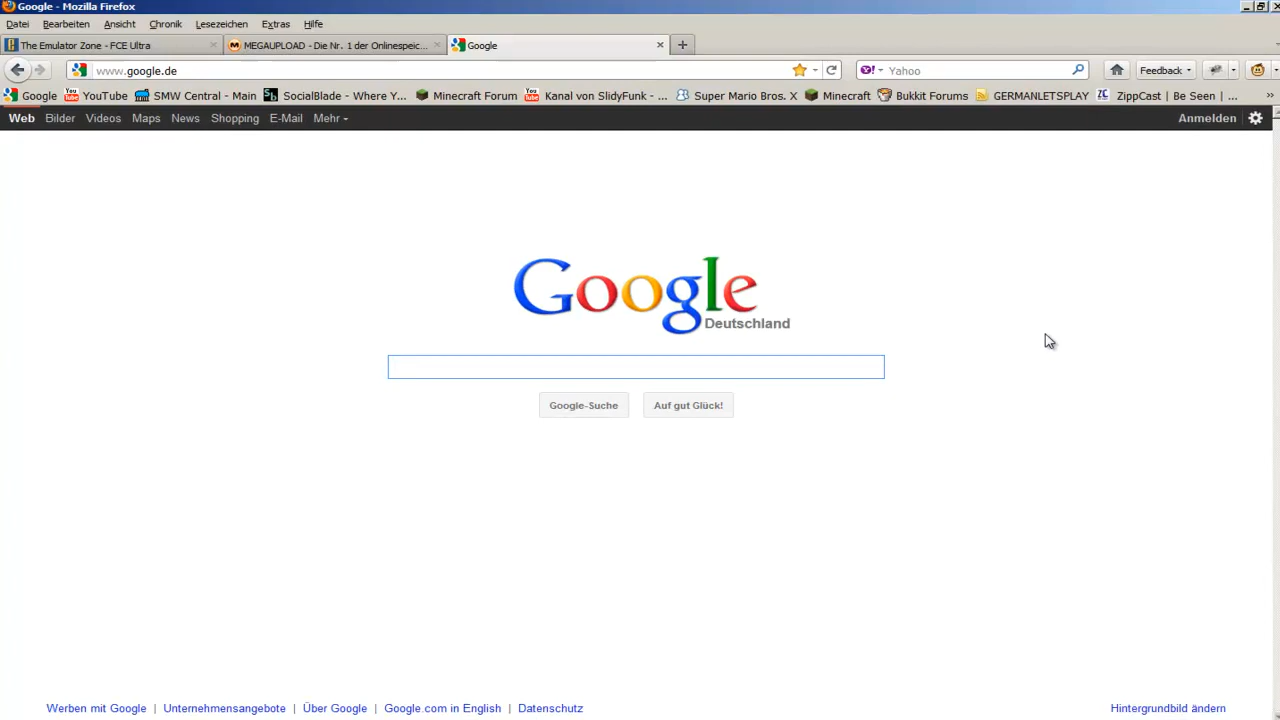 Google - Mozilla Firefox
Datei Bearbeiten Ansicht Chronik Lesezeichen Extras Hilfe
The Emulator Zone - FCE Ultra MEGAUPLOAD - Die Nr. 1 der Onlinespeic... Google
www.google.de Yahoo Feedback
Google YouTube SMW Central - Main SocialBlade - Where Y... Minecraft Forum Kanal von SlidyFunk - ... Super Mario Bros. X Minecraft Bukkit Forums GERMANLETSPLAY ZippCast | Be Seen | ... »
Web Bilder Videos Maps News Shopping E-Mail Mehr Anmelden
Google
Deutschland
Google-Suche Auf gut Glück!
Werben mit Google | Unternehmensangebote | Über Google | Google.com in English | Datenschutz Hintergrundbild ändern